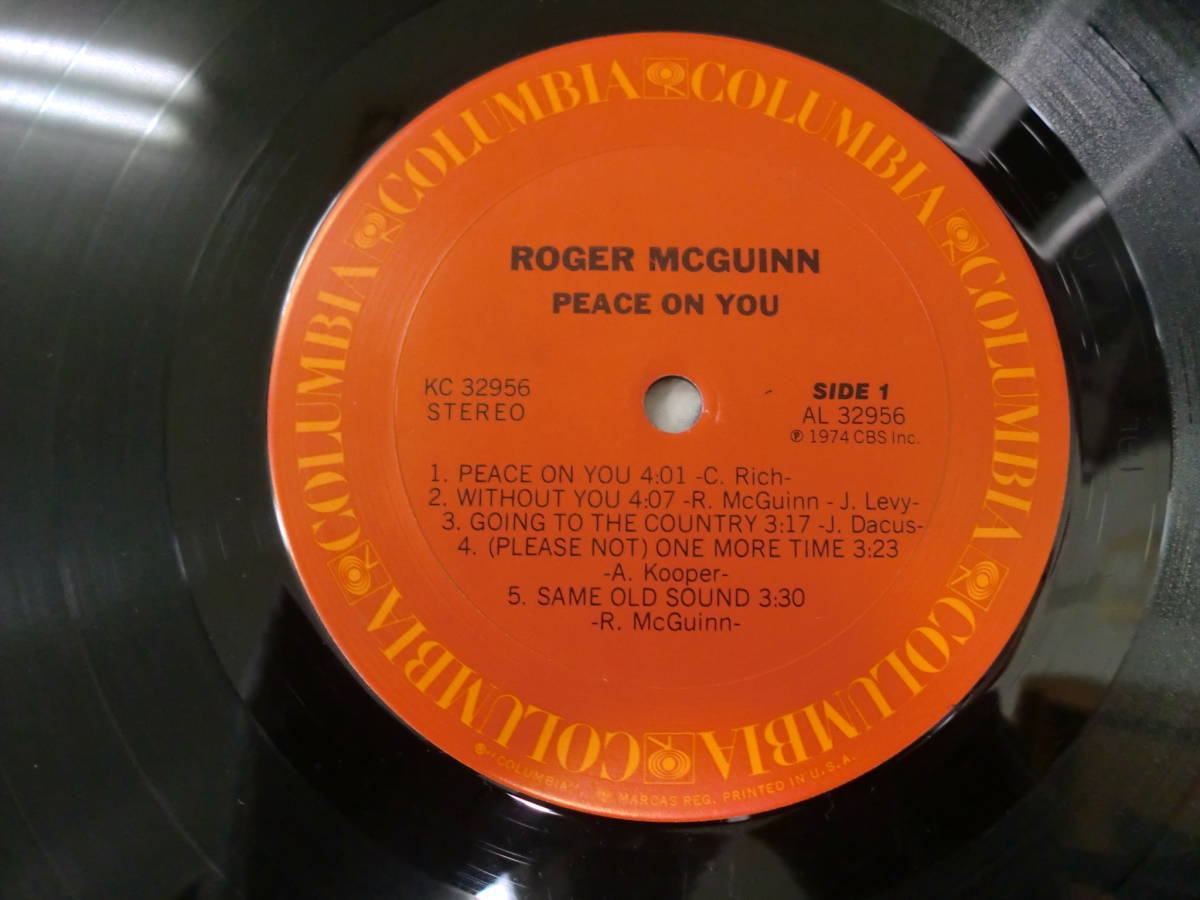 COLUMBIA COLUMBIA COLUMBIA COLUMBIA COLUMBIA COLUMBIA
ROGER MCGUINN
PEACE ON YOU
KC 32956
STEREO
SIDE 1
AL 32956
℗ 1974 CBS Inc.
1. PEACE ON YOU 4:01 -C. Rich-
2. WITHOUT YOU 4:07 -R. McGuinn - J. Levy-
3. GOING TO THE COUNTRY 3:17 -J. Dacus-
4. (PLEASE NOT) ONE MORE TIME 3:23
-A. Kooper-
5. SAME OLD SOUND 3:30
-R. McGuinn-
® "COLUMBIA", MARCAS REG. PRINTED IN U.S.A.